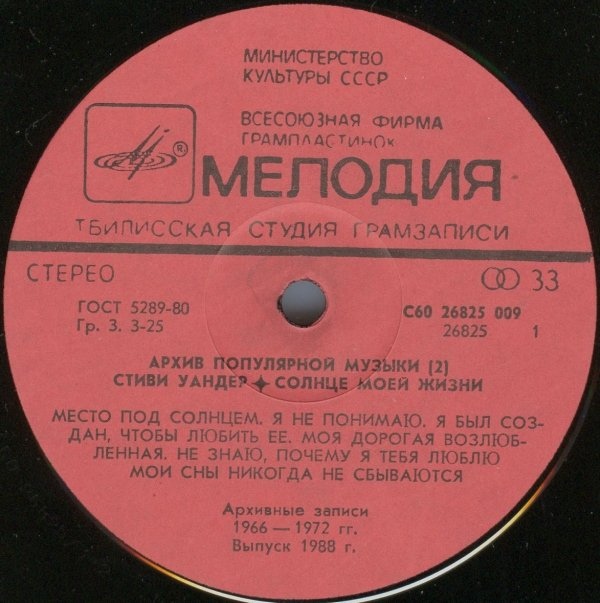 МИНИСТЕРСТВО
КУЛЬТУРЫ СССР
ВСЕСОЮЗНАЯ ФИРМА
ГРАМПЛАСТИНОК
®
МЕЛОДИЯ
ТБИЛИССКАЯ СТУДИЯ ГРАМЗАПИСИ
СТЕРЕО
33
ГОСТ 5289-80
Гр. 3. 3-25
С60 26825 009
26825 1
АРХИВ ПОПУЛЯРНОЙ МУЗЫКИ (2)
СТИВИ УАНДЕР ✦ СОЛНЦЕ МОЕЙ ЖИЗНИ
МЕСТО ПОД СОЛНЦЕМ. Я НЕ ПОНИМАЮ. Я БЫЛ СОЗ-
ДАН, ЧТОБЫ ЛЮБИТЬ ЕЕ. МОЯ ДОРОГАЯ ВОЗЛЮБ-
ЛЕННАЯ. НЕ ЗНАЮ, ПОЧЕМУ Я ТЕБЯ ЛЮБЛЮ
МОИ СНЫ НИКОГДА НЕ СБЫВАЮТСЯ
Архивные записи
1966 — 1972 гг.
Выпуск 1988 г.